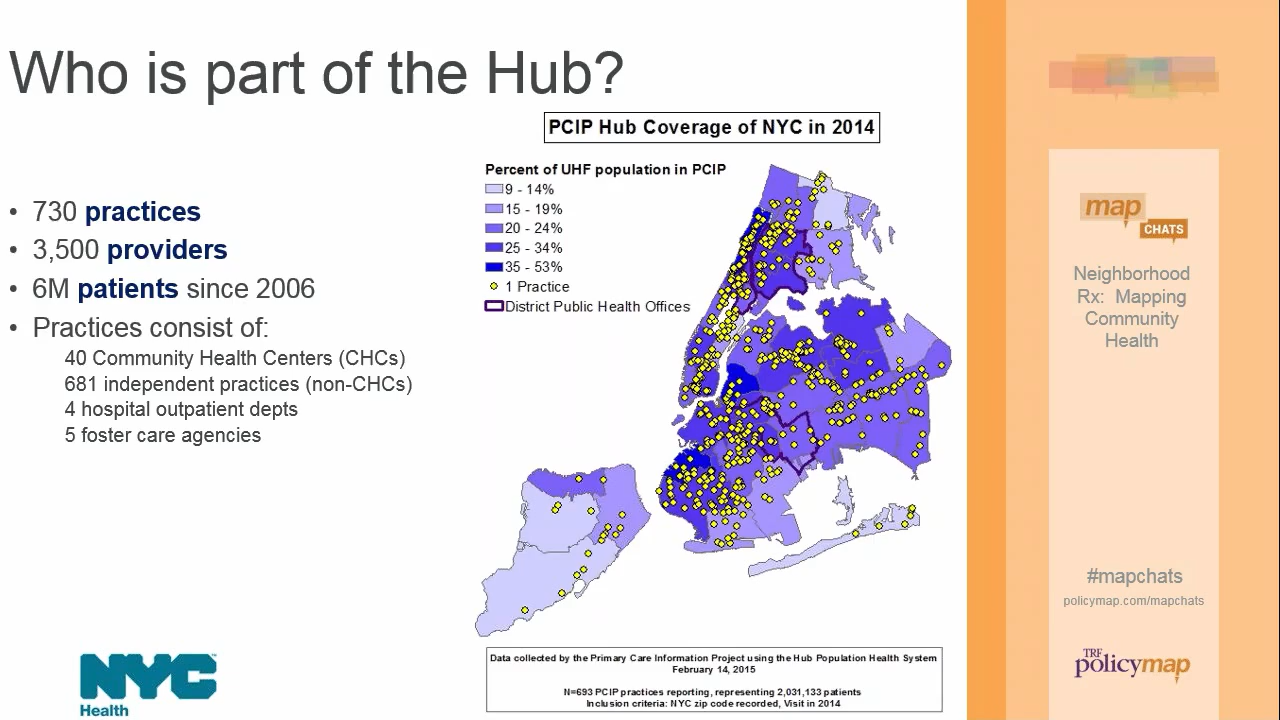 Who is part of the Hub?
PCIP Hub Coverage of NYC in 2014
• 730 practices
• 3,500 providers
• 6M patients since 2006
• Practices consist of:
40 Community Health Centers (CHCs)
681 independent practices (non-CHCs)
4 hospital outpatient depts
5 foster care agencies
Percent of UHF population in PCIP
9 - 14%
15 - 19%
20 - 24%
25 - 34%
35 - 53%
1 Practice
District Public Health Offices
Data collected by the Primary Care Information Project using the Hub Population Health System
February 14, 2015
N=693 PCIP practices reporting, representing 2,031,133 patients
Inclusion criteria: NYC zip code recorded, Visit in 2014
NYC™
Health
map
CHATS
Neighborhood
Rx: Mapping
Community
Health
#mapchats
policymap.com/mapchats
TRF
policymap